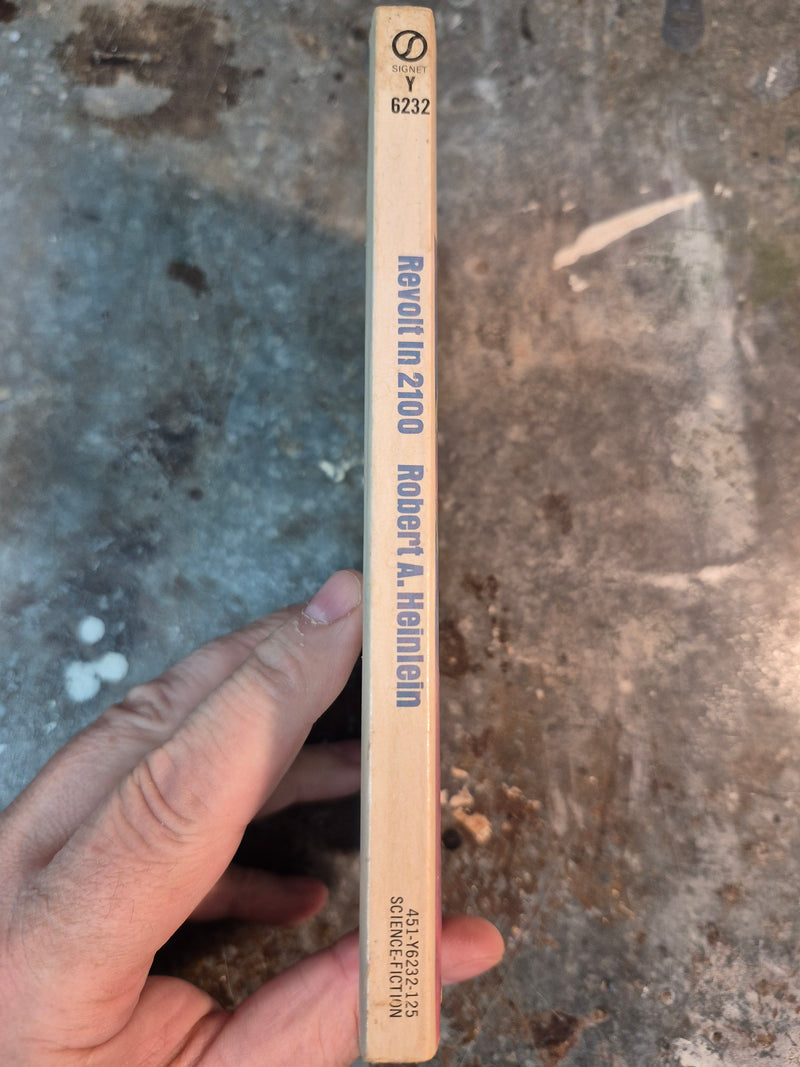 SIGNET
Y
6232
Revolt In 2100 Robert A. Heinlein
451-Y6232-125
SCIENCE-FICTION